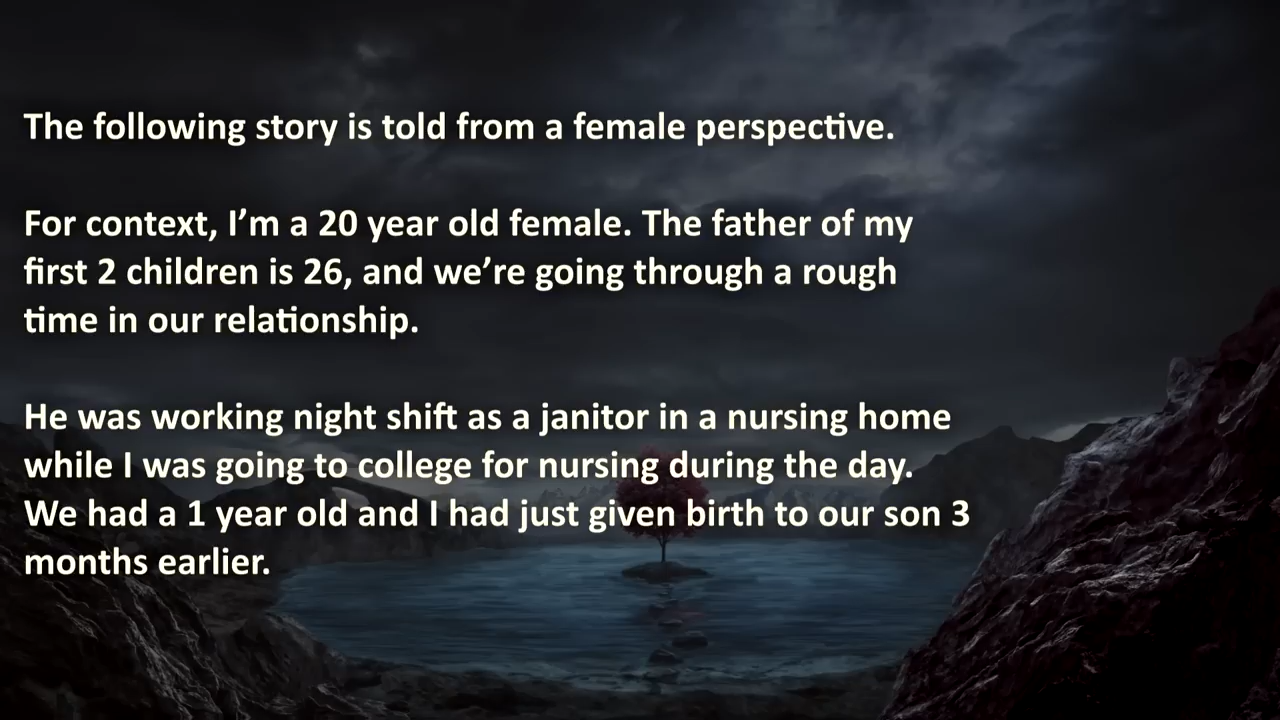 The following story is told from a female perspective.
For context, I’m a 20 year old female. The father of my
first 2 children is 26, and we’re going through a rough
time in our relationship.
He was working night shift as a janitor in a nursing home
while I was going to college for nursing during the day.
We had a 1 year old and I had just given birth to our son 3
months earlier.